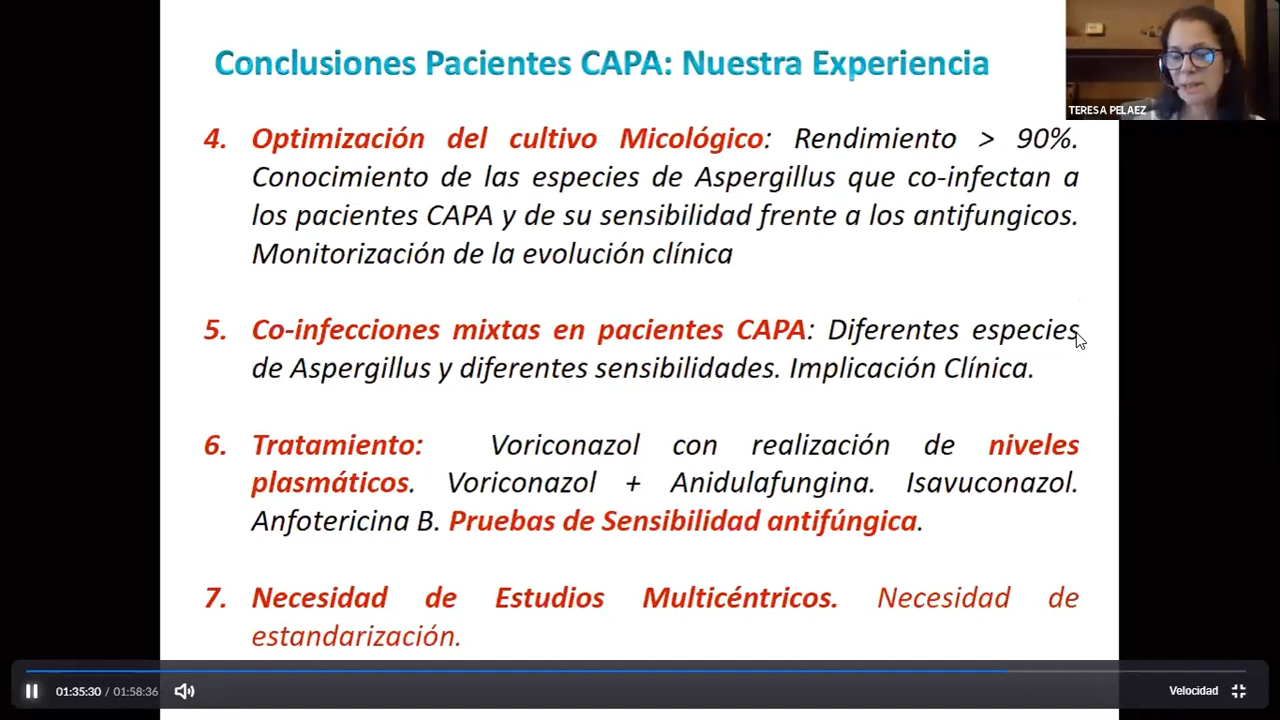 Conclusiones Pacientes CAPA: Nuestra Experiencia
TERESA PELAEZ
4. Optimización del cultivo Micológico: Rendimiento > 90%.
Conocimiento de las especies de Aspergillus que co-infectan a
los pacientes CAPA y de su sensibilidad frente a los antifungicos.
Monitorización de la evolución clínica
5. Co-infecciones mixtas en pacientes CAPA: Diferentes especies
de Aspergillus y diferentes sensibilidades. Implicación Clínica.
6. Tratamiento: Voriconazol con realización de niveles
plasmáticos. Voriconazol + Anidulafungina. Isavuconazol.
Anfotericina B. Pruebas de Sensibilidad antifúngica.
7. Necesidad de Estudios Multicéntricos. Necesidad de
estandarización.
01:35:30 / 01:58:36
Velocidad